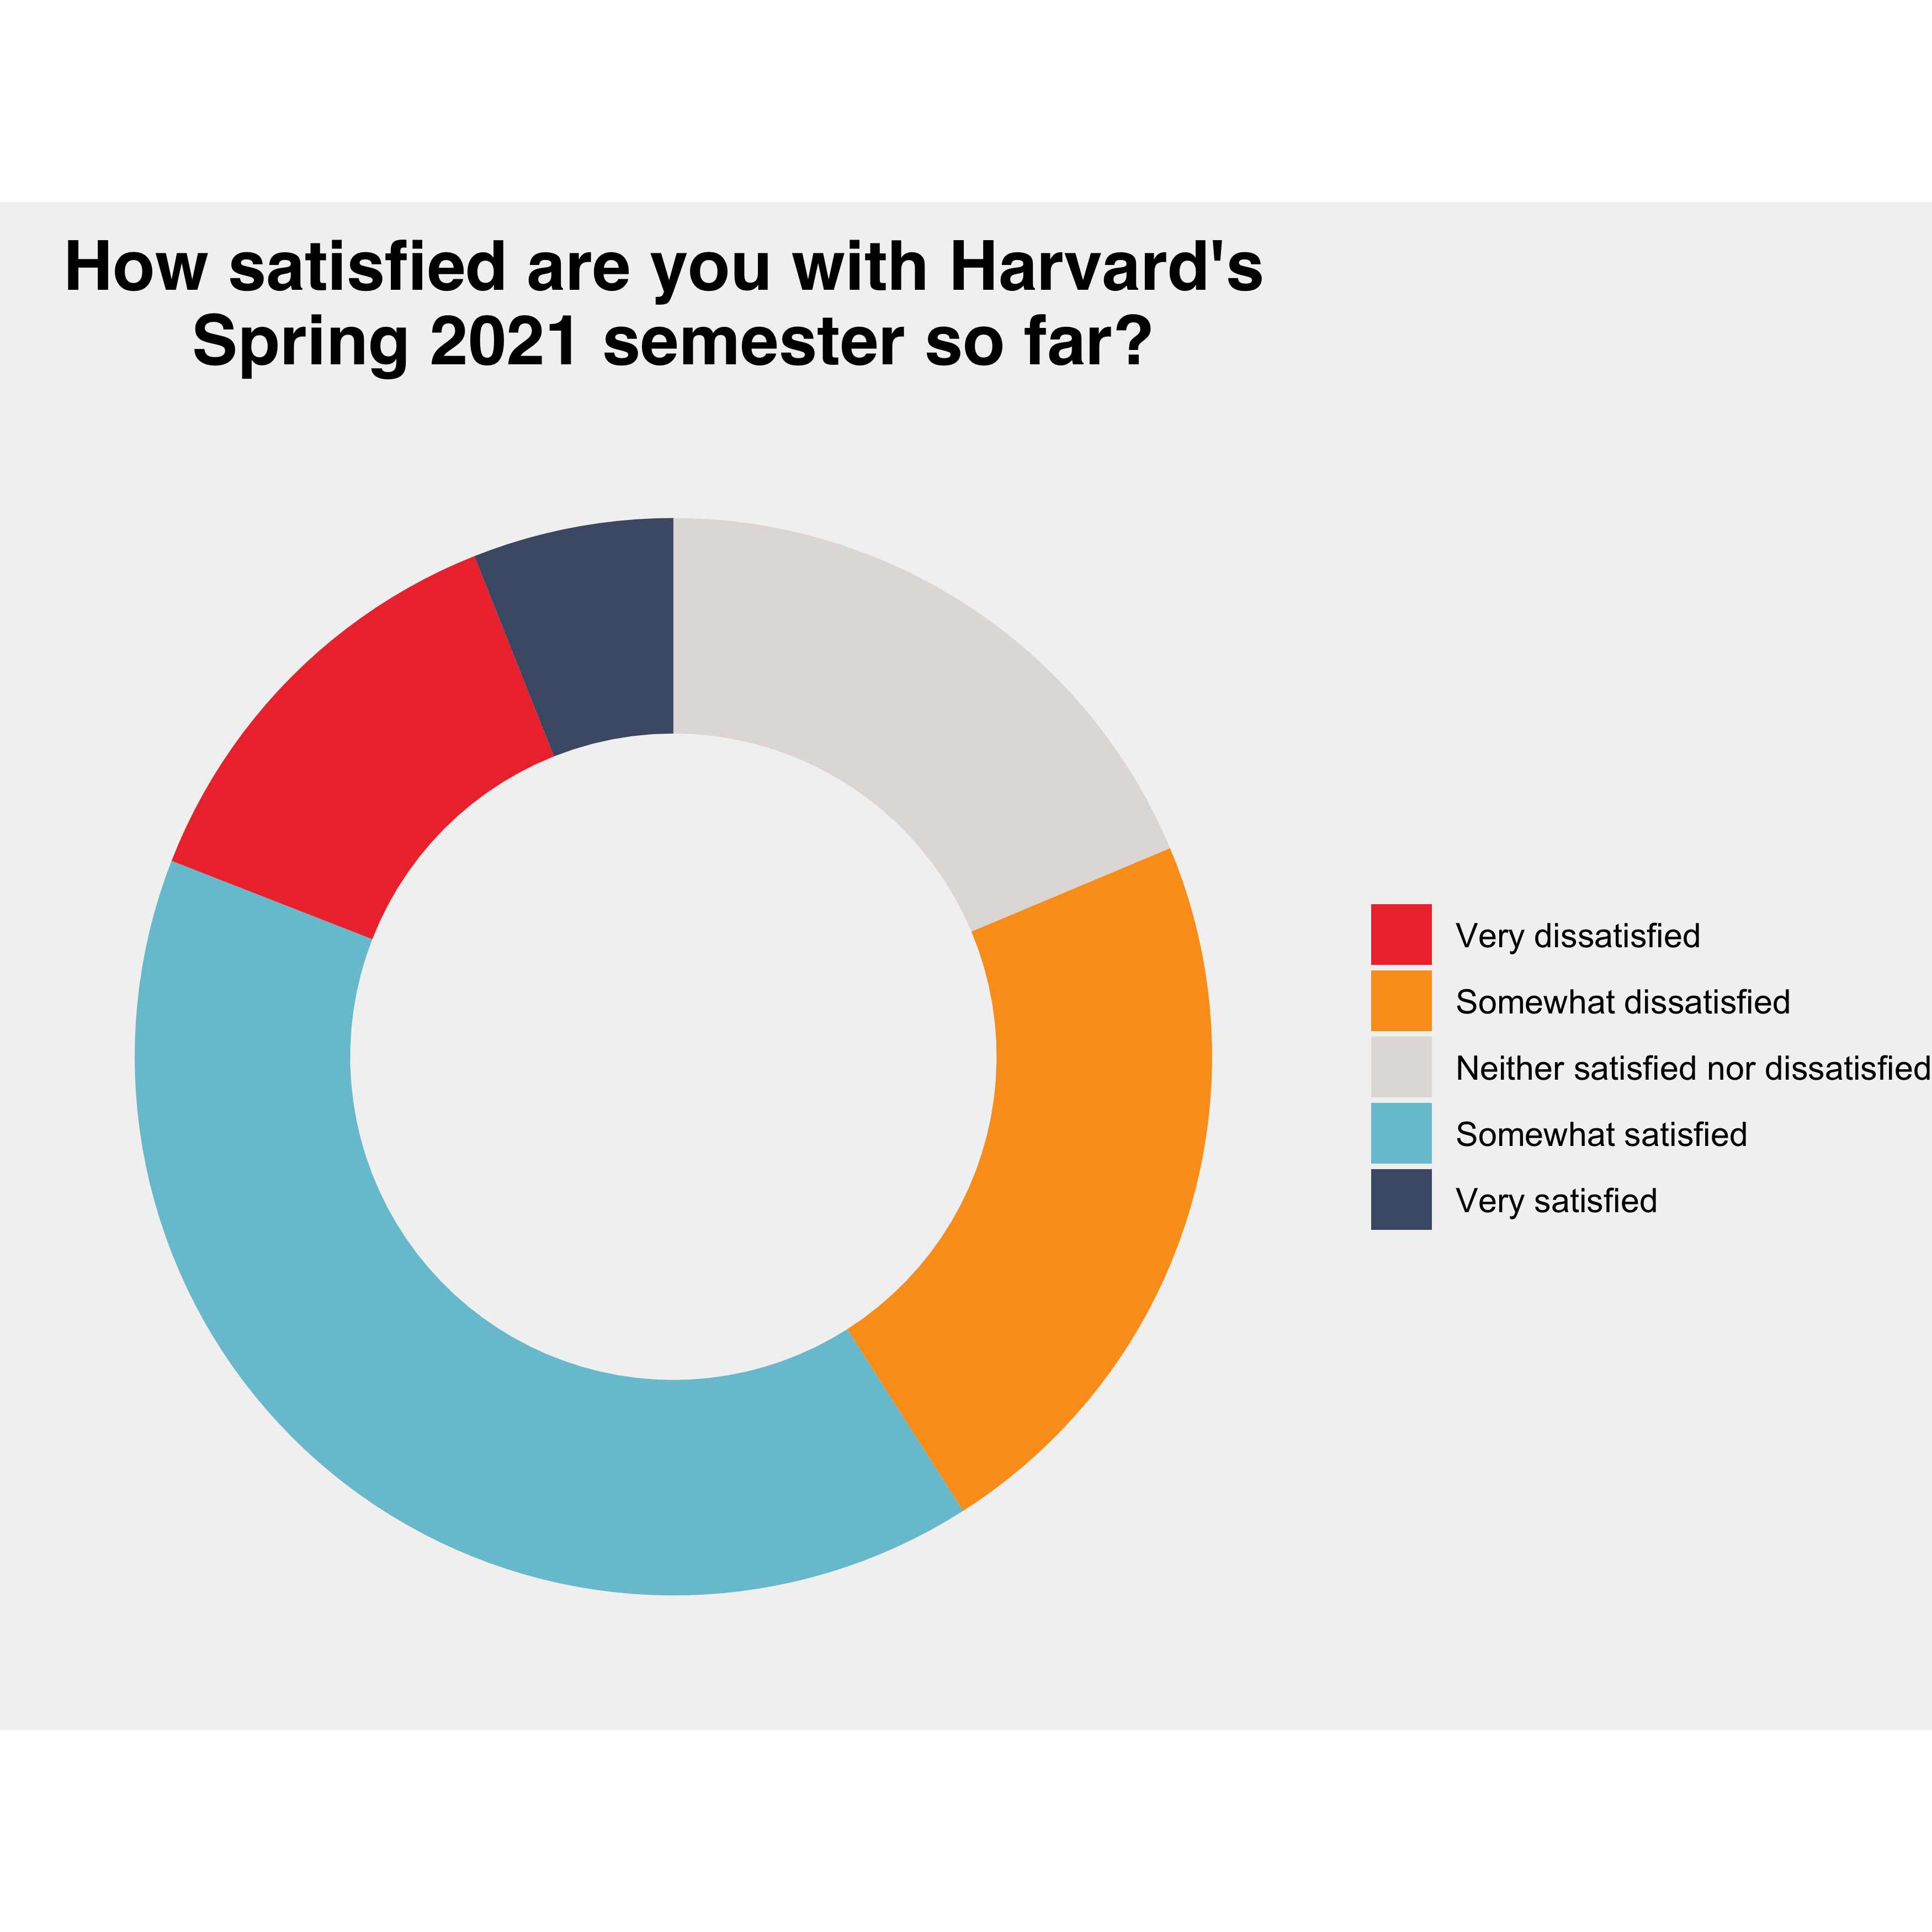 How satisfied are you with Harvard's
Spring 2021 semester so far?
Very dissatisfied
Somewhat dissatisfied
Neither satisfied nor dissatisfied
Somewhat satisfied
Very satisfied